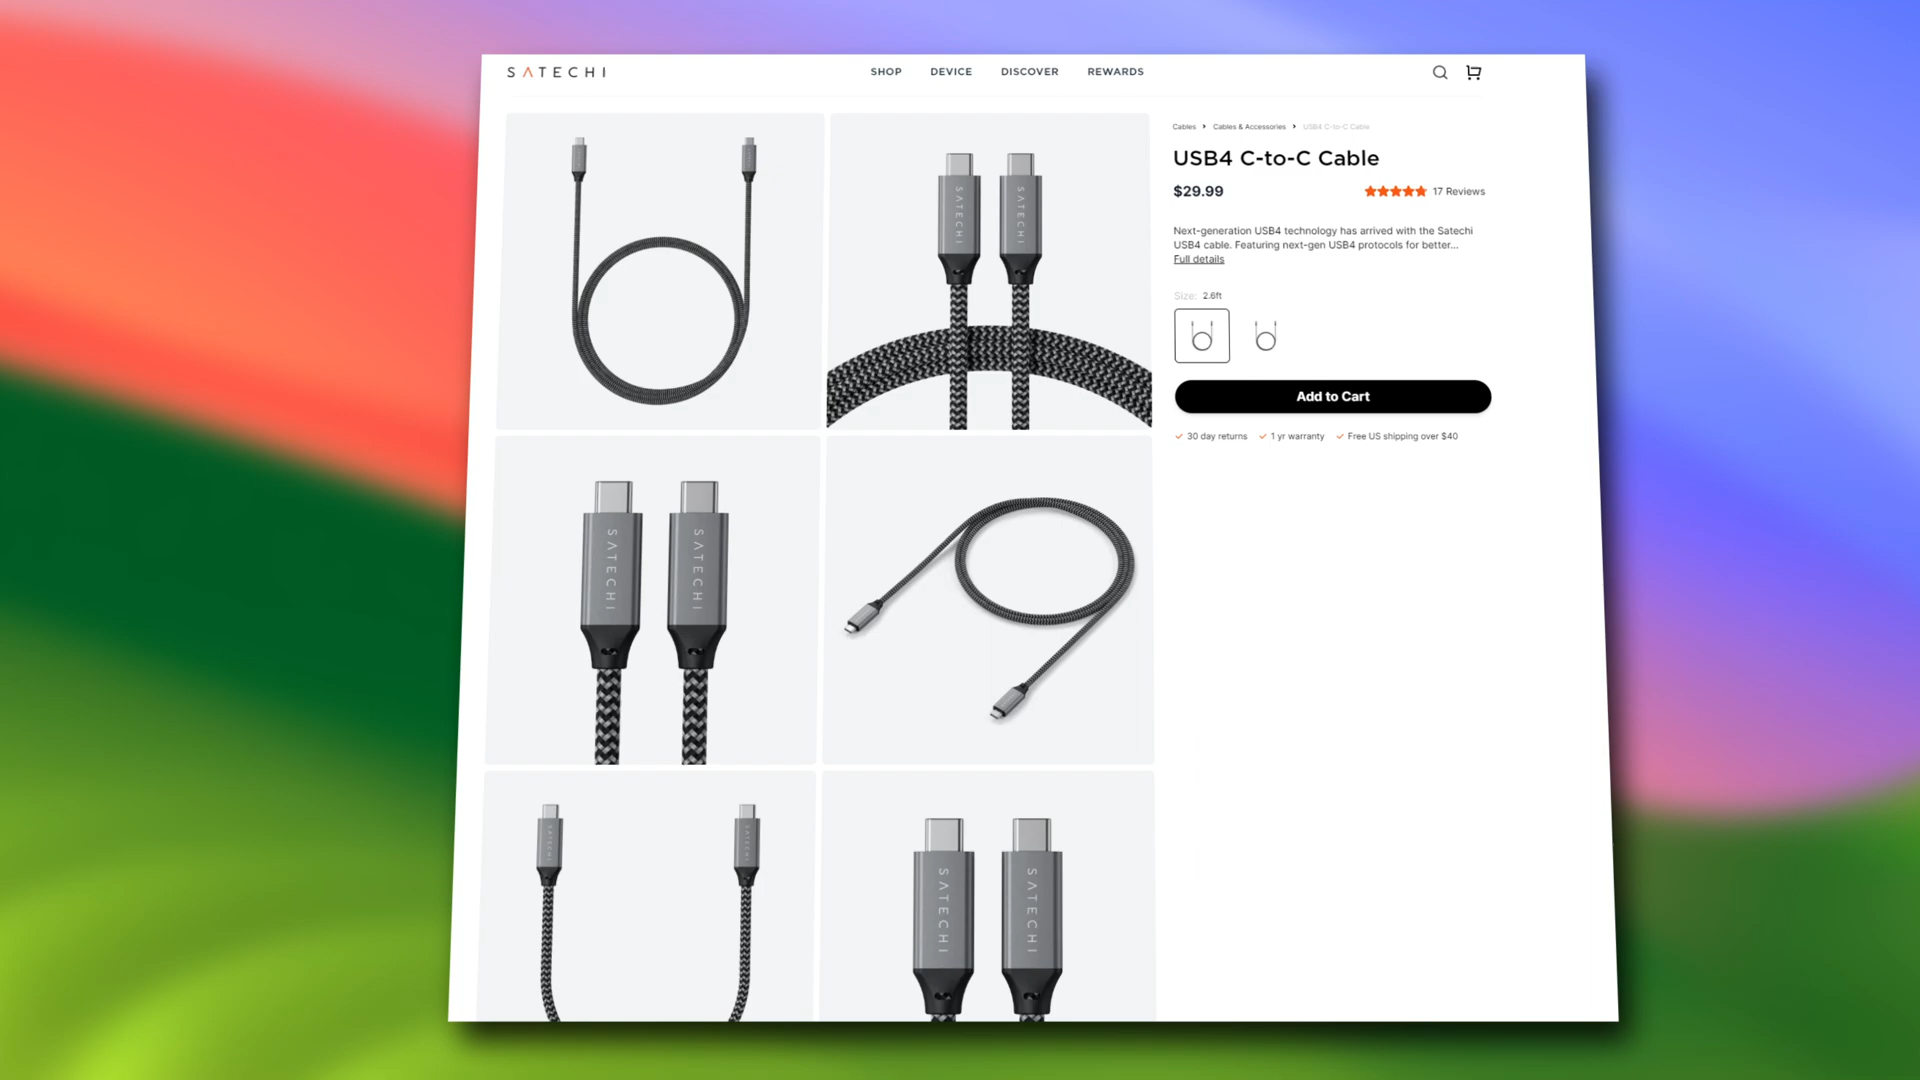 SATECHI
SHOP DEVICE DISCOVER REWARDS
Cables Cables & Accessories USB4 C-to-C Cable
USB4 C-to-C Cable
$29.99 17 Reviews
Next-generation USB4 technology has arrived with the Satechi
USB4 cable. Featuring next-gen USB4 protocols for better...
Full details
Size: 2.6ft
Add to Cart
30 day returns 1 yr warranty Free US shipping over $40
SATECHI
SATECHI
SATECHI
SATECHI
SATECHI
SATECHI
SATECHI
SATECHI